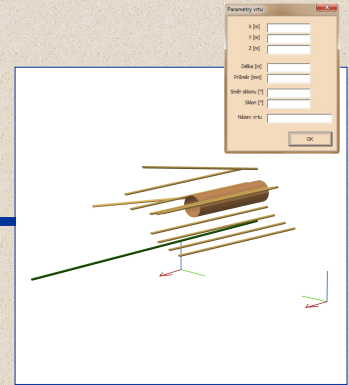 Parametry vrtu
X [m]
Y [m]
Z [m]
Délka [m]
Průměr [mm]
Směr sklonu [°]
Sklon [°]
Název vrtu
OK